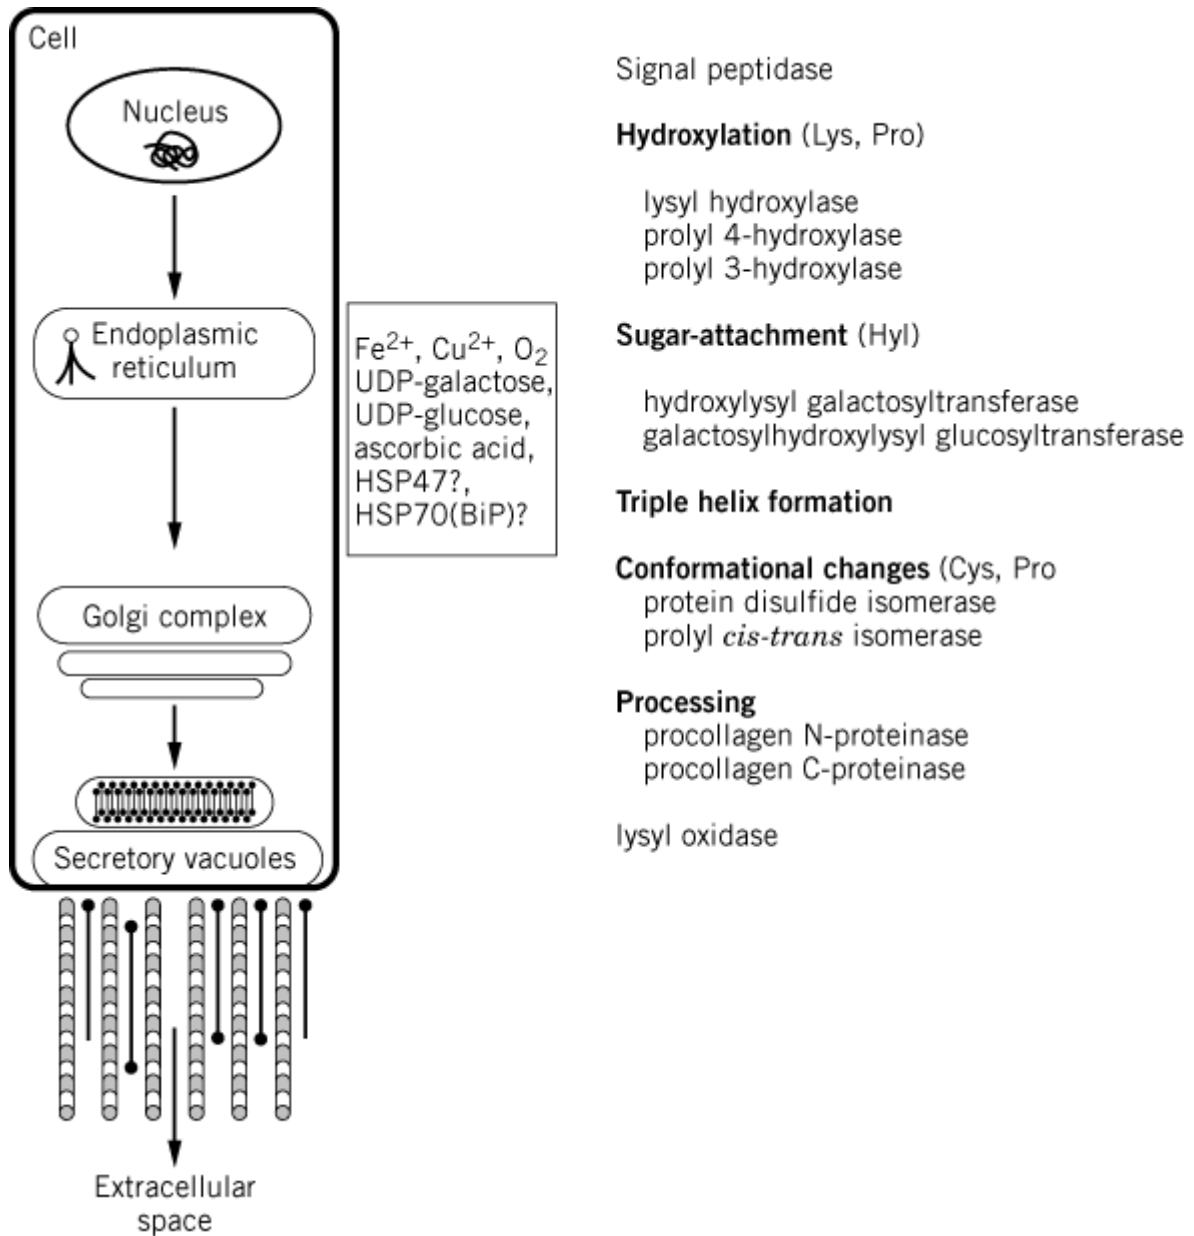 Cell
Nucleus
Endoplasmic
reticulum
Golgi complex
Secretory vacuoles
Extracellular
space
Fe²⁺, Cu²⁺, O₂
UDP-galactose,
UDP-glucose,
ascorbic acid,
HSP47?,
HSP70(BiP)?
Signal peptidase
Hydroxylation (Lys, Pro)
lysyl hydroxylase
prolyl 4-hydroxylase
prolyl 3-hydroxylase
Sugar-attachment (Hyl)
hydroxylysyl galactosyltransferase
galactosylhydroxylysyl glucosyltransferase
Triple helix formation
Conformational changes (Cys, Pro
protein disulfide isomerase
prolyl cis-trans isomerase
Processing
procollagen N-proteinase
procollagen C-proteinase
lysyl oxidase